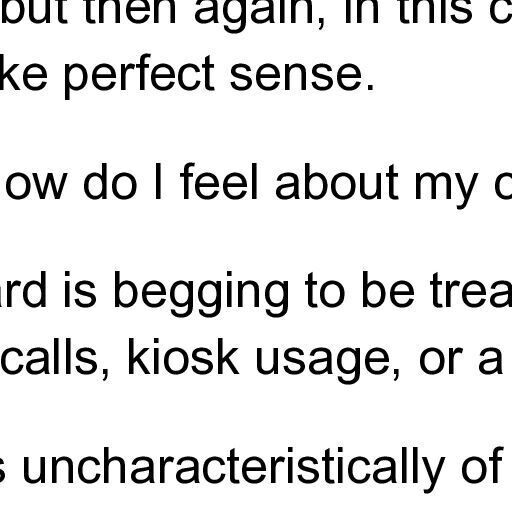 but then again, in this c
ke perfect sense.
ow do I feel about my c
ard is begging to be trea
calls, kiosk usage, or a
s uncharacteristically of